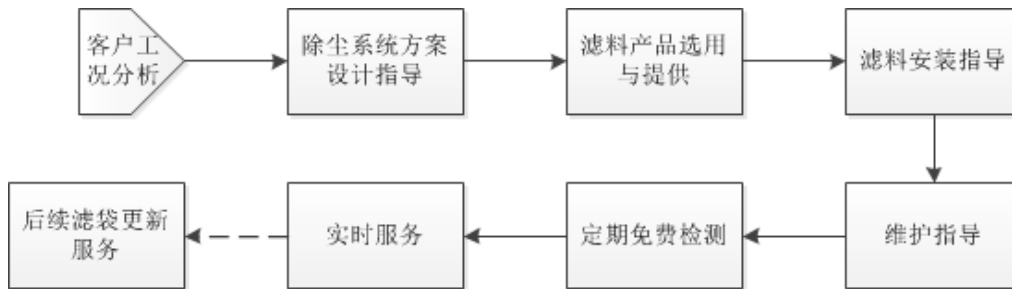 客户工
况分析
除尘系统方案
设计指导
滤料产品选用
与提供
滤料安装指导
维护指导
定期免费检测
实时服务
后续滤袋更新
服务